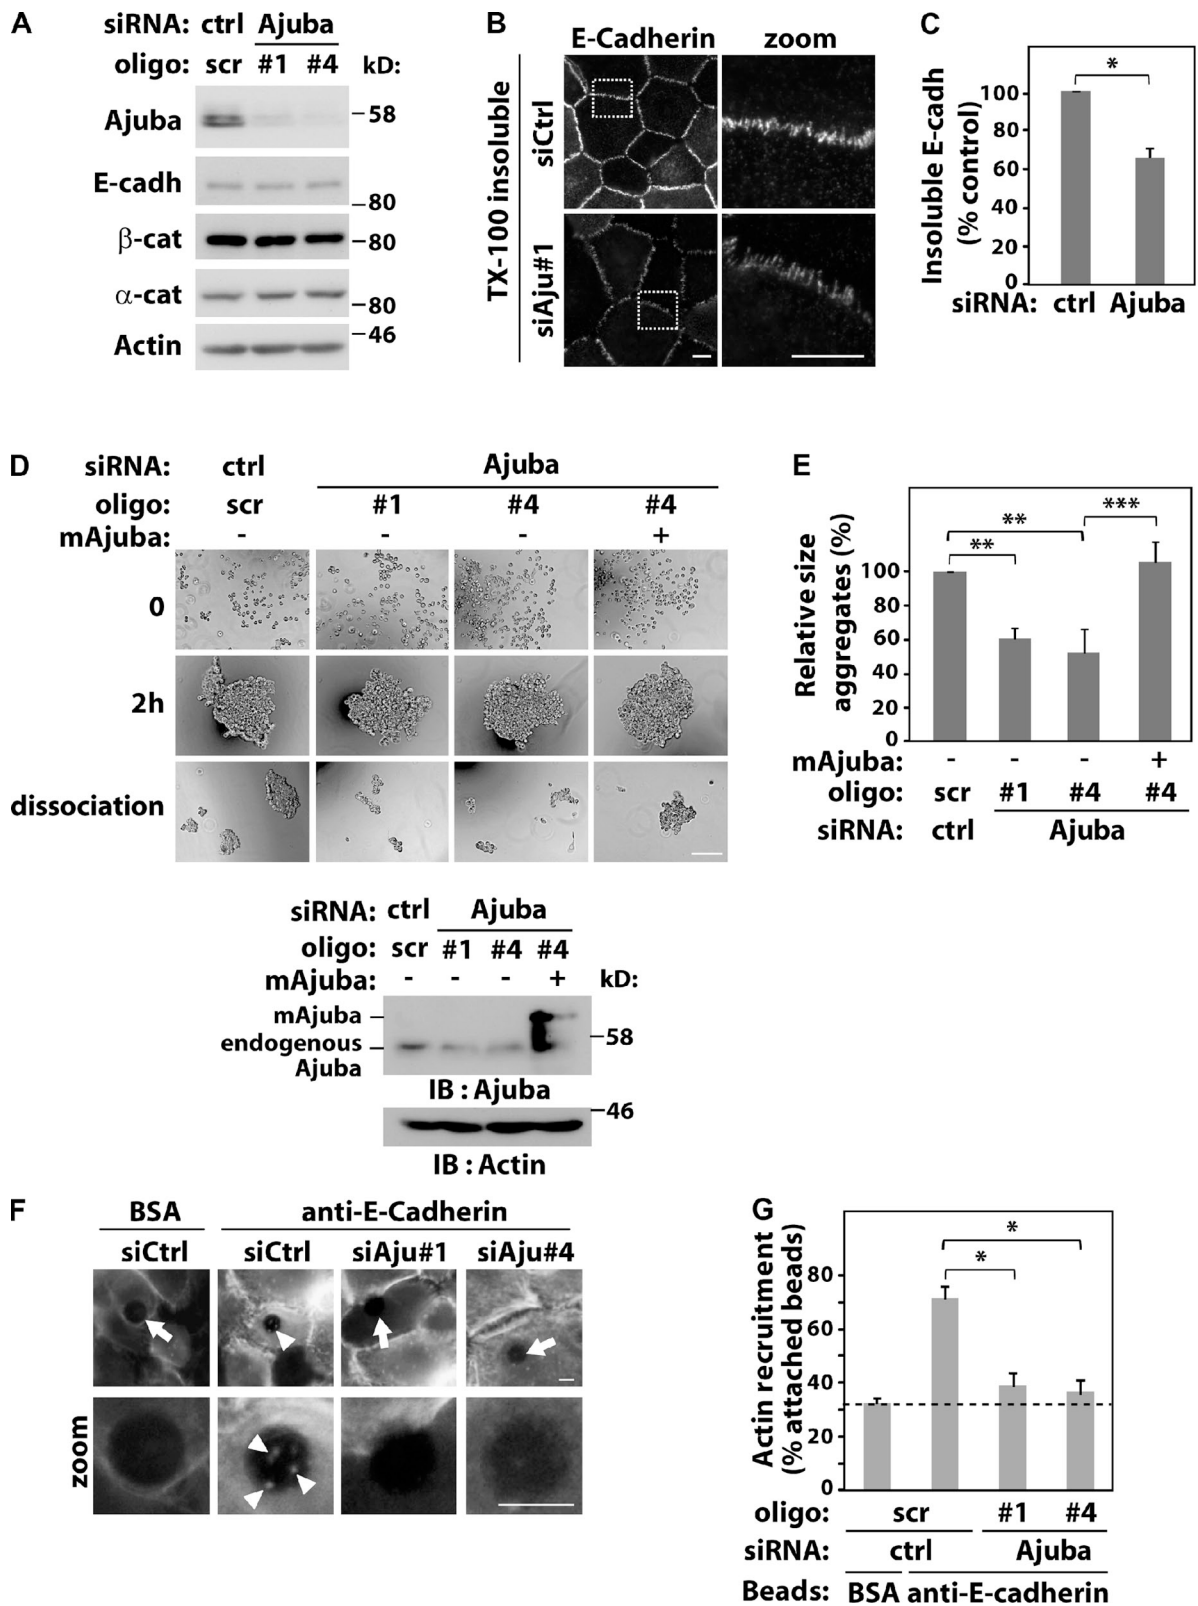 A
siRNA: ctrl Ajuba
oligo: scr #1 #4 kD:
Ajuba –58
E-cadh
–80
β-cat –80
α-cat
–80
–46
Actin
B
E-Cadherin zoom
TX-100 insoluble
siCtrl
siAju#1
C
Insoluble E-cadh
(% control)
*
100
80
60
40
20
0
siRNA: ctrl Ajuba
D
siRNA: ctrl Ajuba
oligo: scr #1 #4 #4
mAjuba: - - - +
0
2h
dissociation
siRNA: ctrl Ajuba
oligo: scr #1 #4 #4
mAjuba: - - - + kD:
mAjuba –
–58
endogenous –
Ajuba
IB : Ajuba
–46
IB : Actin
E
Relative size
aggregates (%)
** ***
**
100
80
60
40
20
0
mAjuba: - - - +
oligo: scr #1 #4 #4
siRNA: ctrl Ajuba
F
BSA anti-E-Cadherin
siCtrl siCtrl siAju#1 siAju#4
zoom
G
Actin recruitment
(% attached beads)
*
*
80
60
40
20
0
oligo: scr #1 #4
siRNA: ctrl Ajuba
Beads: BSA anti-E-cadherin